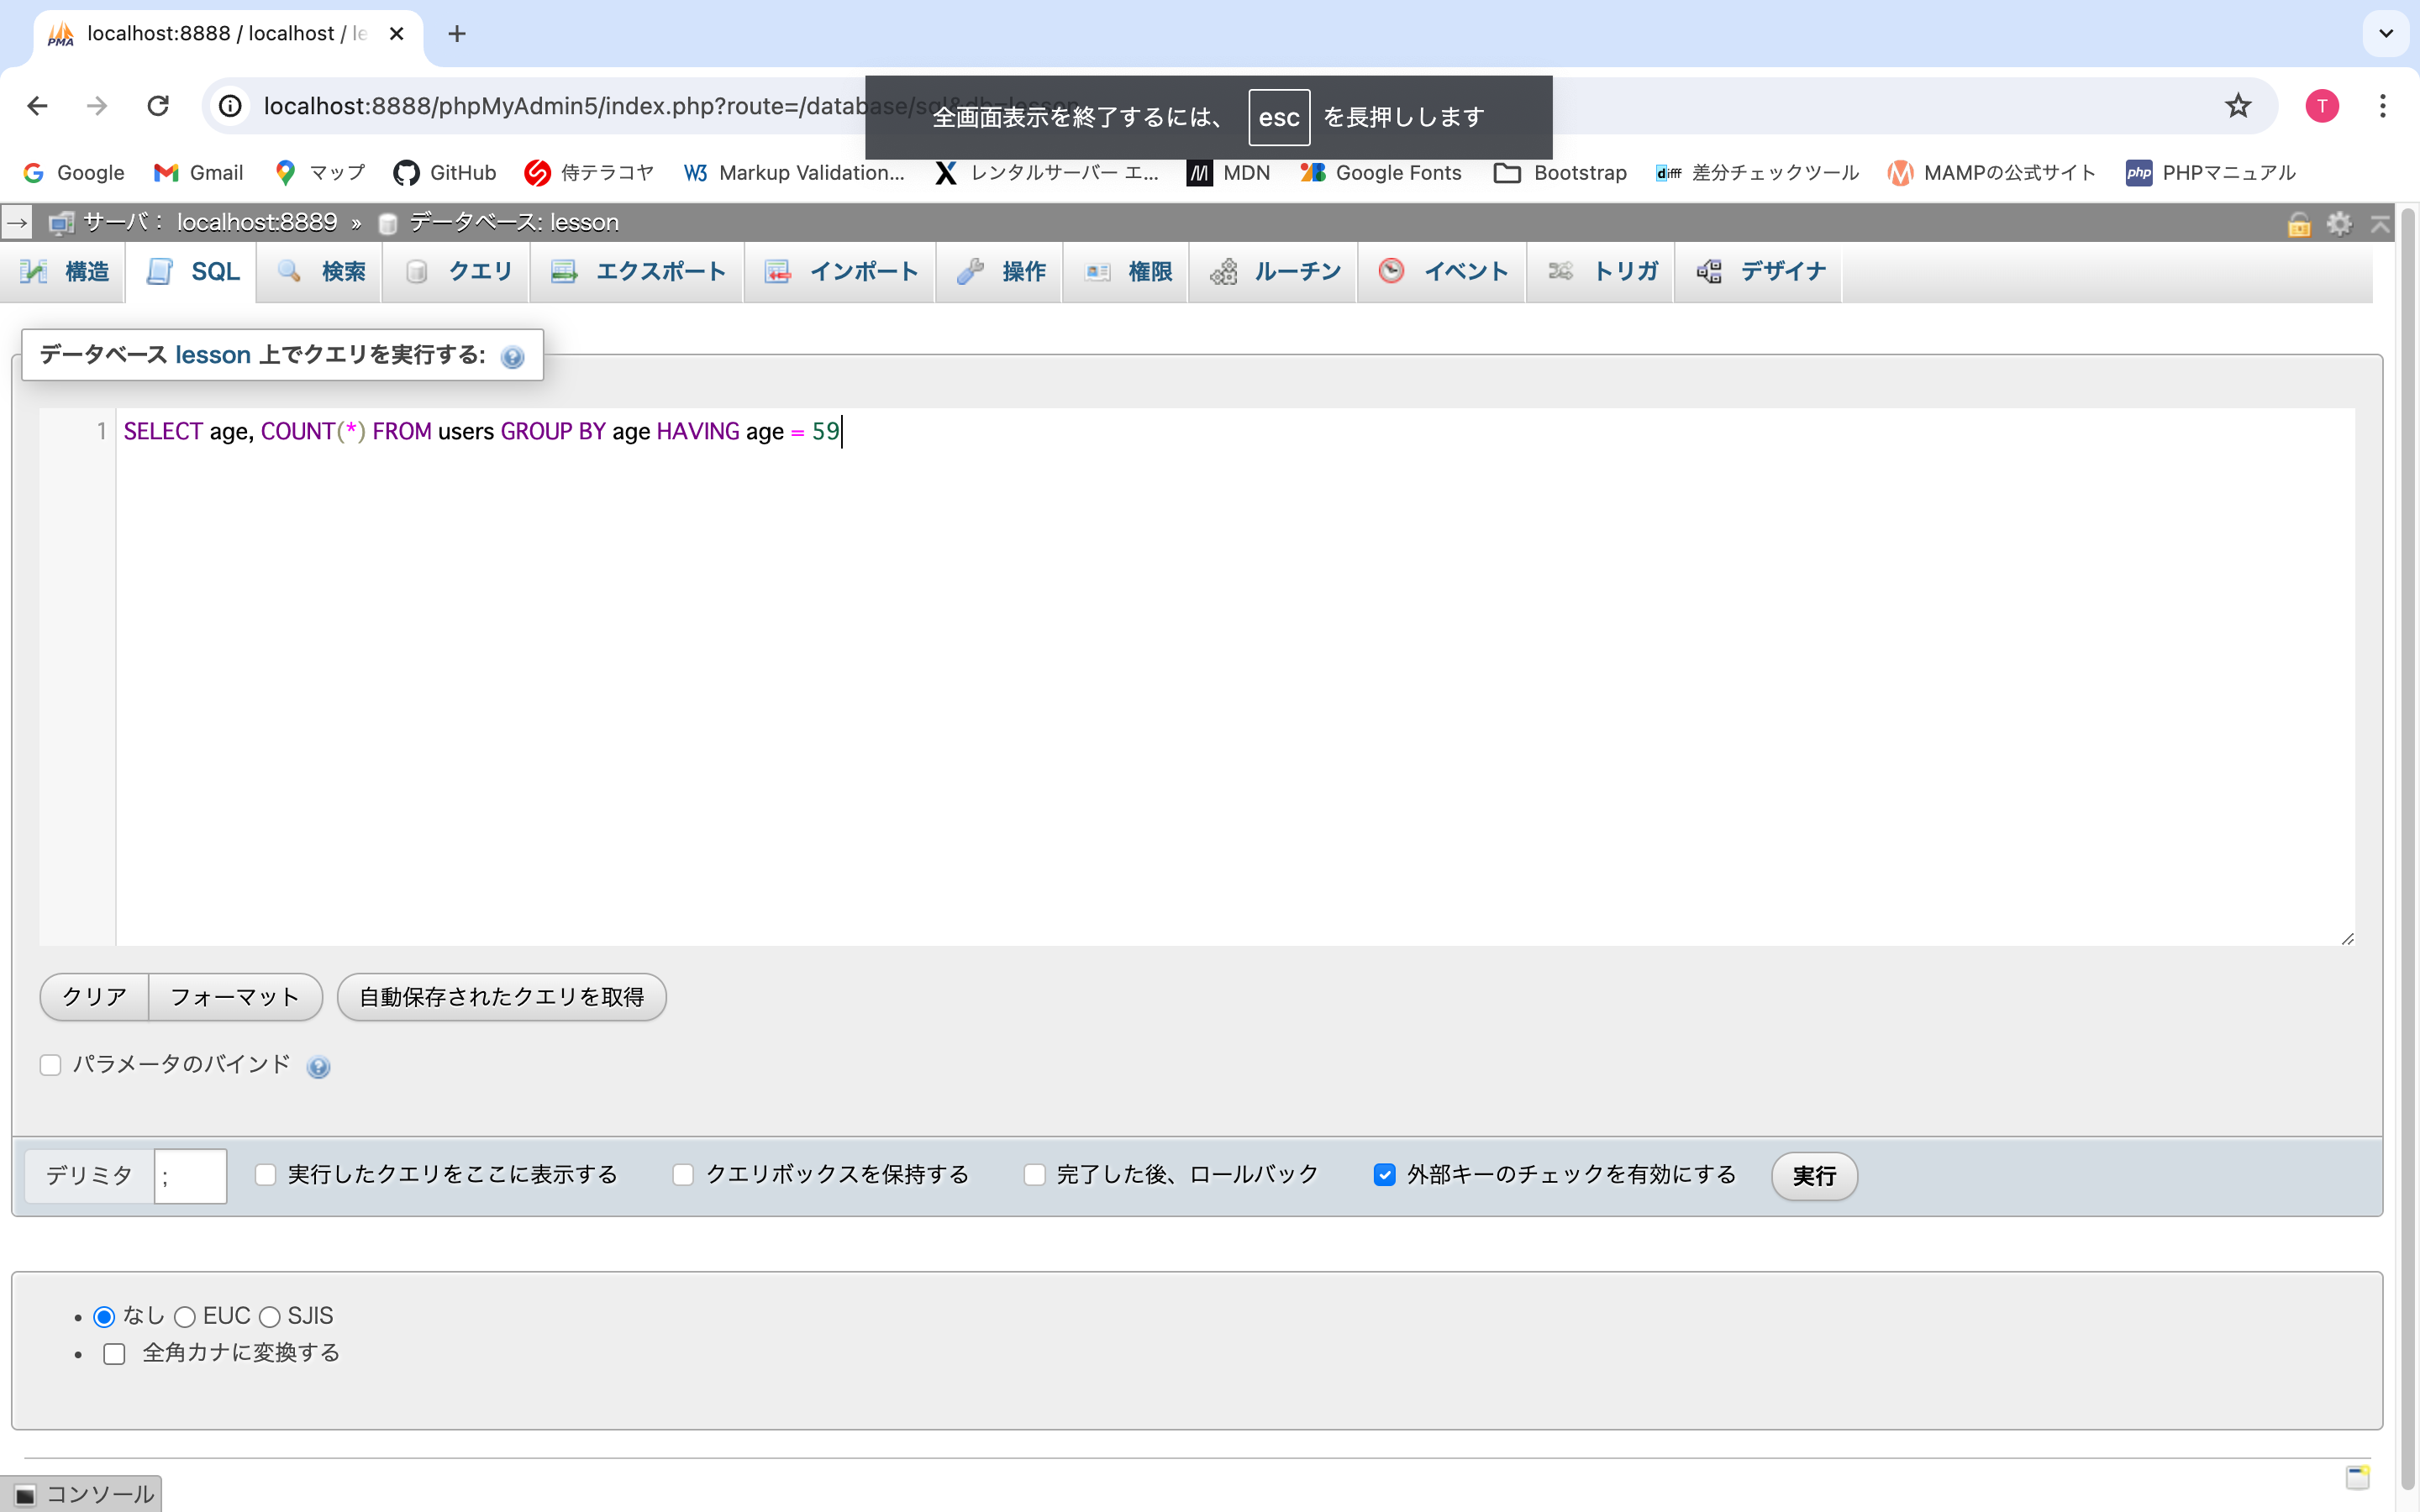 PMA localhost:8888 / localhost / le
localhost:8888/phpMyAdmin5/index.php?route=/database/sql&db=lesson
全画面表示を終了するには、 esc を長押しします
T
Google Gmail マップ GitHub 侍テラコヤ W3 Markup Validation... X レンタルサーバー エ... M MDN Google Fonts Bootstrap diff 差分チェックツール MAMPの公式サイト php PHPマニュアル
→ サーバ： localhost:8889 » データベース: lesson
構造 SQL 検索 クエリ エクスポート インポート 操作 権限 ルーチン イベント トリガ デザイナ
データベース lesson 上でクエリを実行する:
1 SELECT age, COUNT(*) FROM users GROUP BY age HAVING age = 59
クリア フォーマット 自動保存されたクエリを取得
パラメータのバインド
デリミタ ; 実行したクエリをここに表示する クエリボックスを保持する 完了した後、ロールバック 外部キーのチェックを有効にする 実行
• なし EUC SJIS
• 全角カナに変換する
コンソール